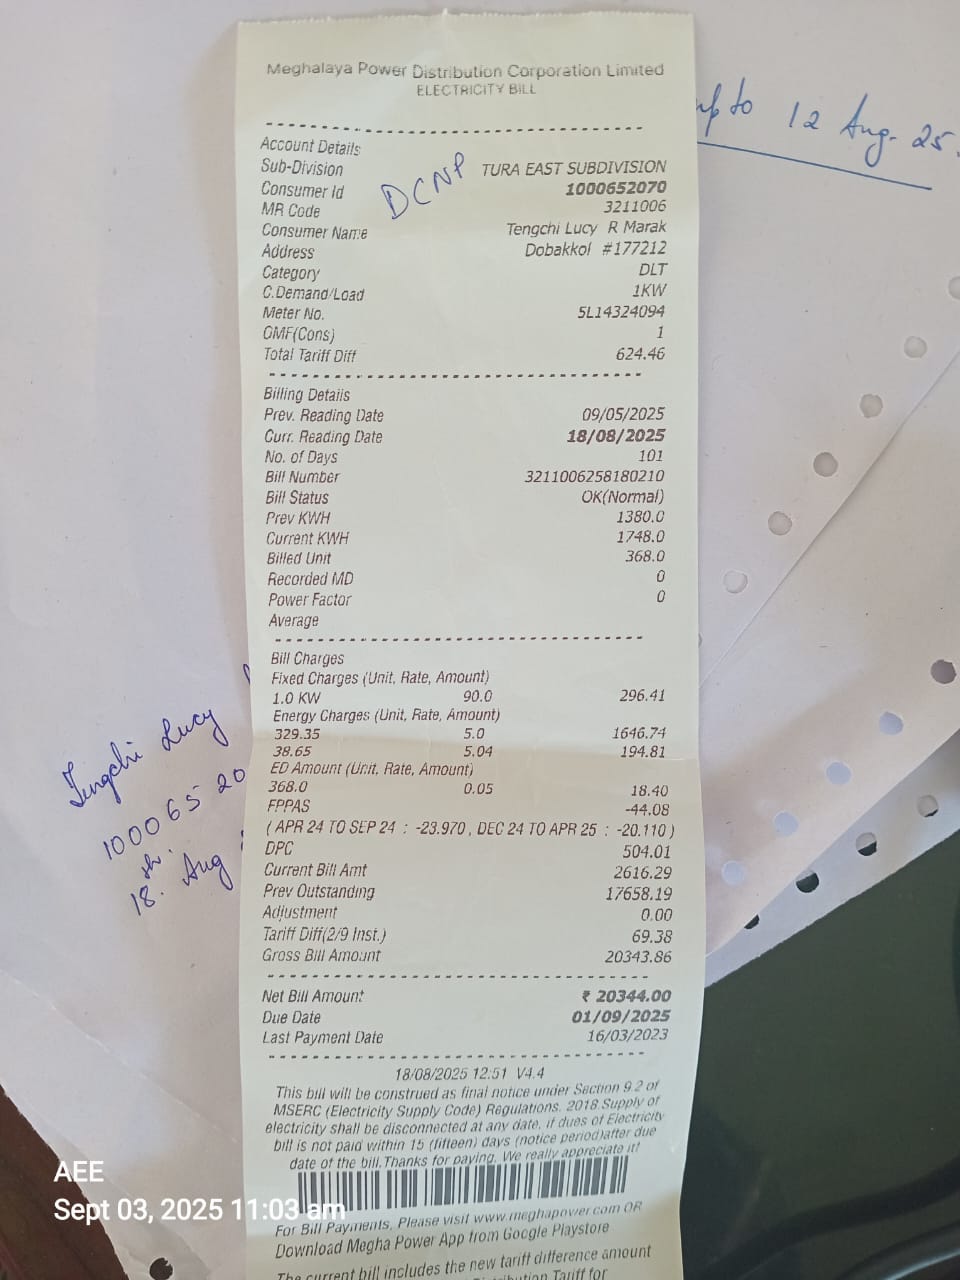 Meghalaya Power Distribution Corporation Limited
ELECTRICITY BILL
upto 12 Aug. 25.
Account Details
Sub-Division TURA EAST SUBDIVISION
DCNP
Consumer Id 1000652070
MR Code 3211006
Consumer Name Tengchi Lucy R Marak
Address Dobakkol #177212
Category DLT
C.Demand/Load 1KW
Meter No. 5L14324094
OMF(Cons) 1
Total Tariff Diff 624.46
Billing Details
Prev. Reading Date 09/05/2025
Curr. Reading Date 18/08/2025
No. of Days 101
Bill Number 3211006258180210
Bill Status OK(Normal)
Prev KWH 1380.0
Current KWH 1748.0
Billed Unit 368.0
Recorded MD 0
Power Factor 0
Average
Bill Charges
Fixed Charges (Unit, Rate, Amount)
1.0 KW 90.0 296.41
Energy Charges (Unit, Rate, Amount)
329.35 5.0 1646.74
38.65 5.04 194.81
ED Amount (Unit, Rate, Amount)
368.0 0.05 18.40
FPPAS -44.08
( APR 24 TO SEP 24 : -23.970 , DEC 24 TO APR 25 : -20.110 )
DPC 504.01
Current Bill Amt 2616.29
Prev Outstanding 17658.19
Adjustment 0.00
Tariff Diff(2/9 Inst.) 69.38
Gross Bill Amount 20343.86
Net Bill Amount ₹ 20344.00
Due Date 01/09/2025
Last Payment Date 16/03/2023
18/08/2025 12:51 V4.4
This bill will be construed as final notice under Section 9.2 of
MSERC (Electricity Supply Code) Regulations, 2018.Supply of
electricity shall be disconnected at any date, if dues of Electricity
bill is not paid within 15 (fifteen) days (notice period)after due
date of the bill.Thanks for paying. We really appreciate it!
For Bill Payments, Please visit www.meghapower.com OR
Download Megha Power App from Google Playstore
The current bill includes the new tariff difference amount
Tariff for
Tengchi Lucy
100065 20
18. Aug
AEE
Sept 03, 2025 11:03 am